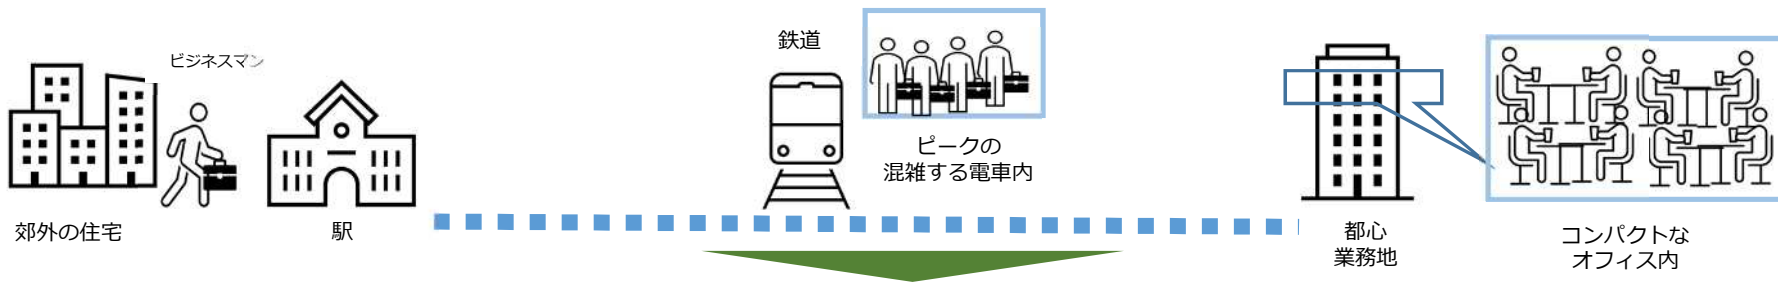 ビジネスマン
鉄道
ピークの
混雑する電車内
郊外の住宅
駅
都心
業務地
コンパクトな
オフィス内